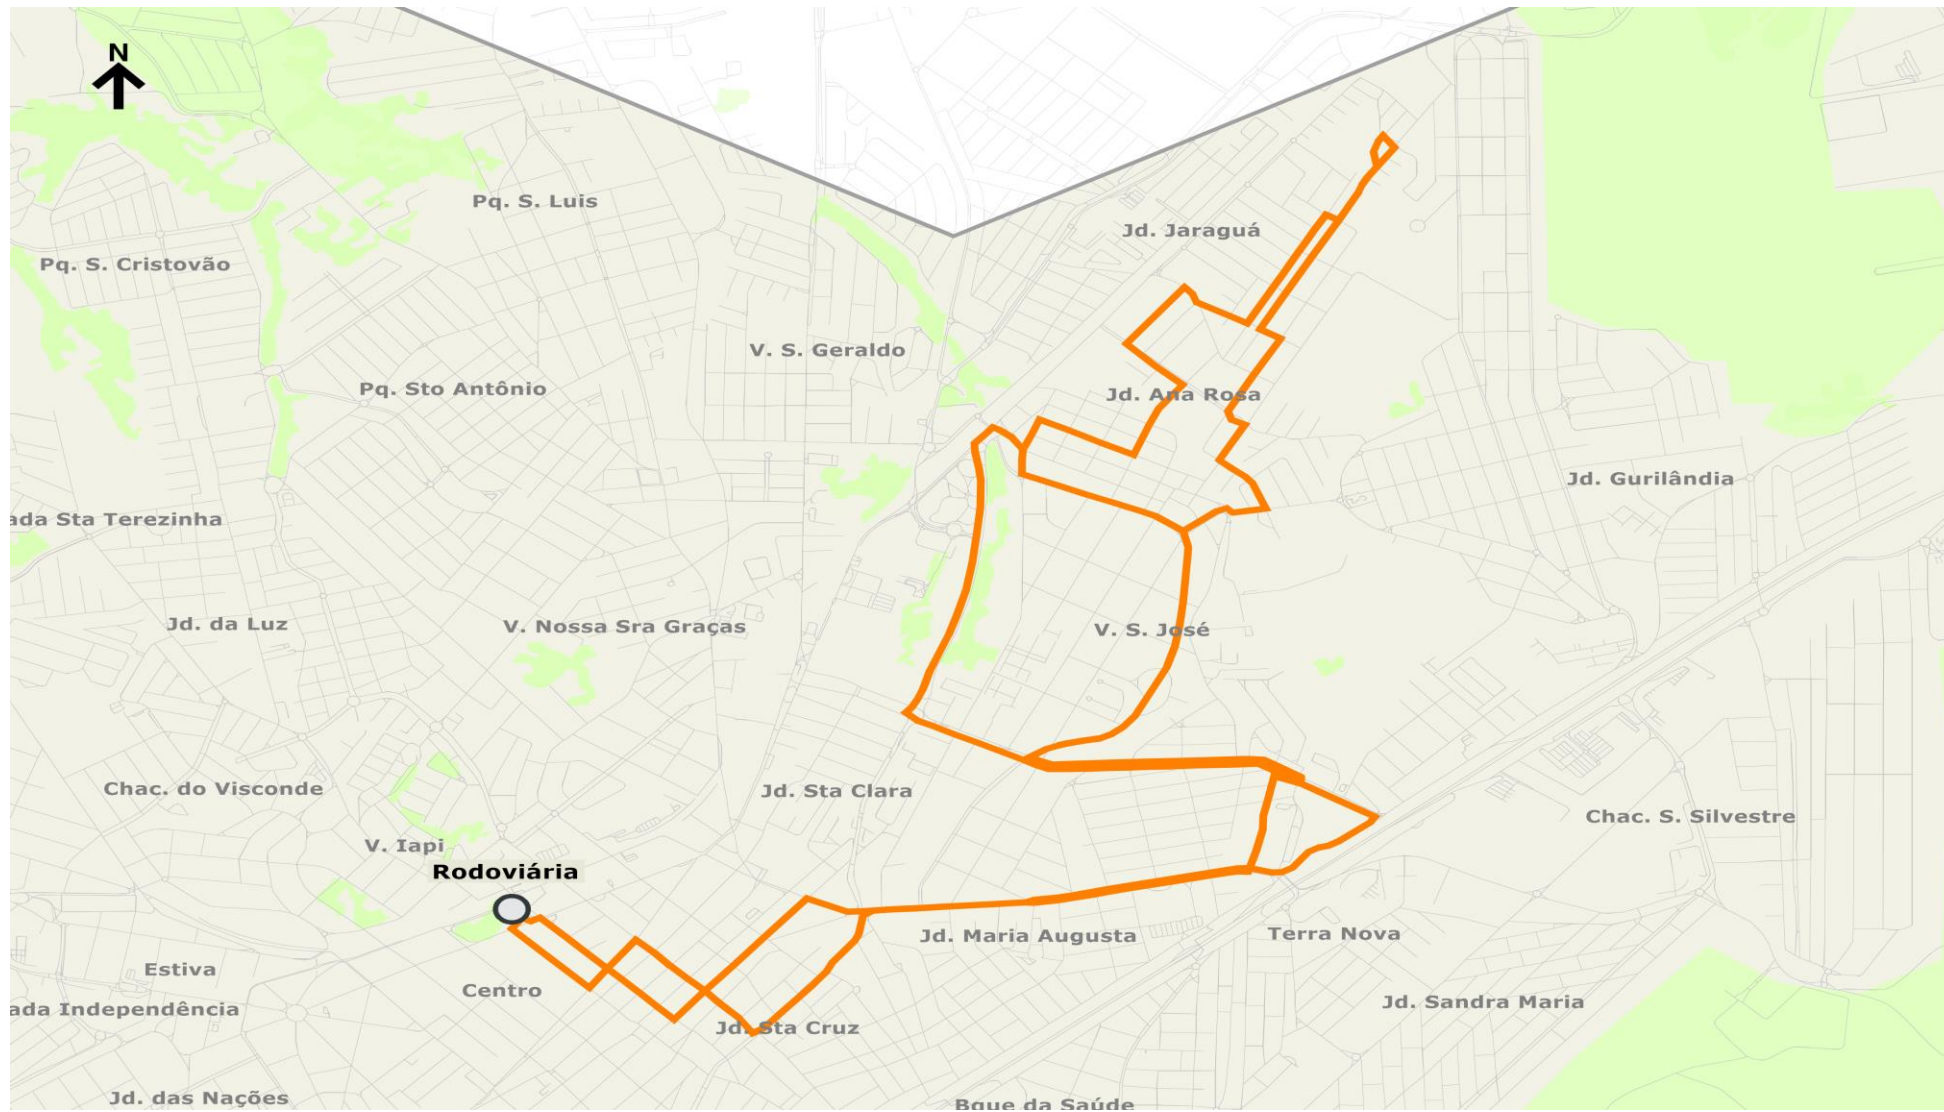 N
Pq. S. Luis
Jd. Jaraguá
Pq. S. Cristovão
V. S. Geraldo
Pq. Sto Antônio
Jd. Ana Rosa
Jd. Gurilândia
ada Sta Terezinha
Jd. da Luz
V. Nossa Sra Graças
V. S. José
Chac. do Visconde
Jd. Sta Clara
Chac. S. Silvestre
V. Iapi
Rodoviária
Jd. Maria Augusta
Terra Nova
Estiva
Centro
Jd. Sandra Maria
ada Independência
Jd. Sta Cruz
Jd. das Nações
Bque da Saúde